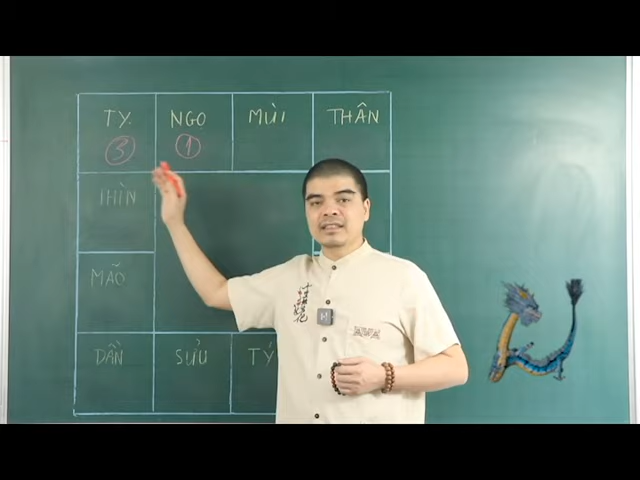 TỴ NGỌ MÙI THÂN
3 1
THÌN
MÃO
DẦN SỬU TÝ